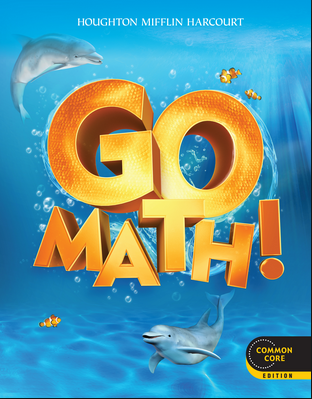 HOUGHTON MIFFLIN HARCOURT
GO
MATH!
COMMON
CORE
EDITION